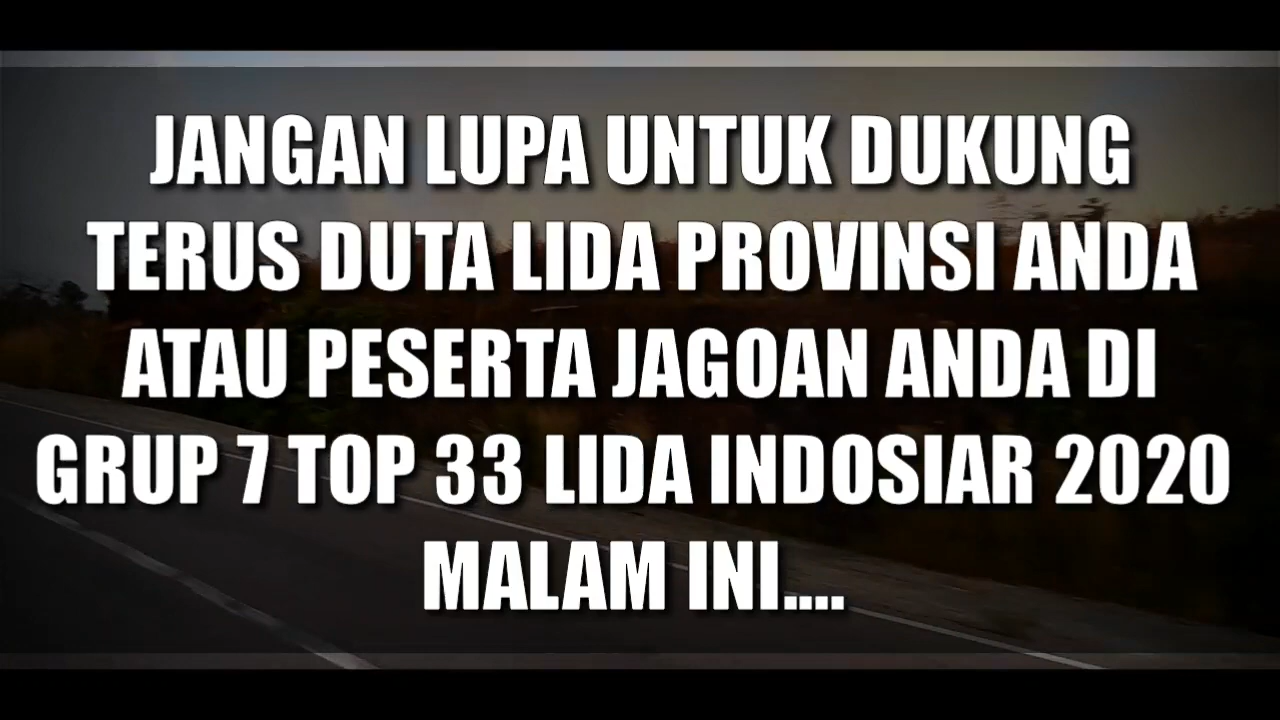 JANGAN LUPA UNTUK DUKUNG
TERUS DUTA LIDA PROVINSI ANDA
ATAU PESERTA JAGOAN ANDA DI
GRUP 7 TOP 33 LIDA INDOSIAR 2020
MALAM INI....